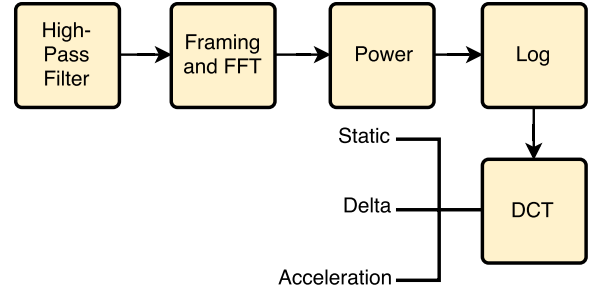 High-
Pass
Filter
Framing
and FFT
Power
Log
Static
Delta
Acceleration
DCT